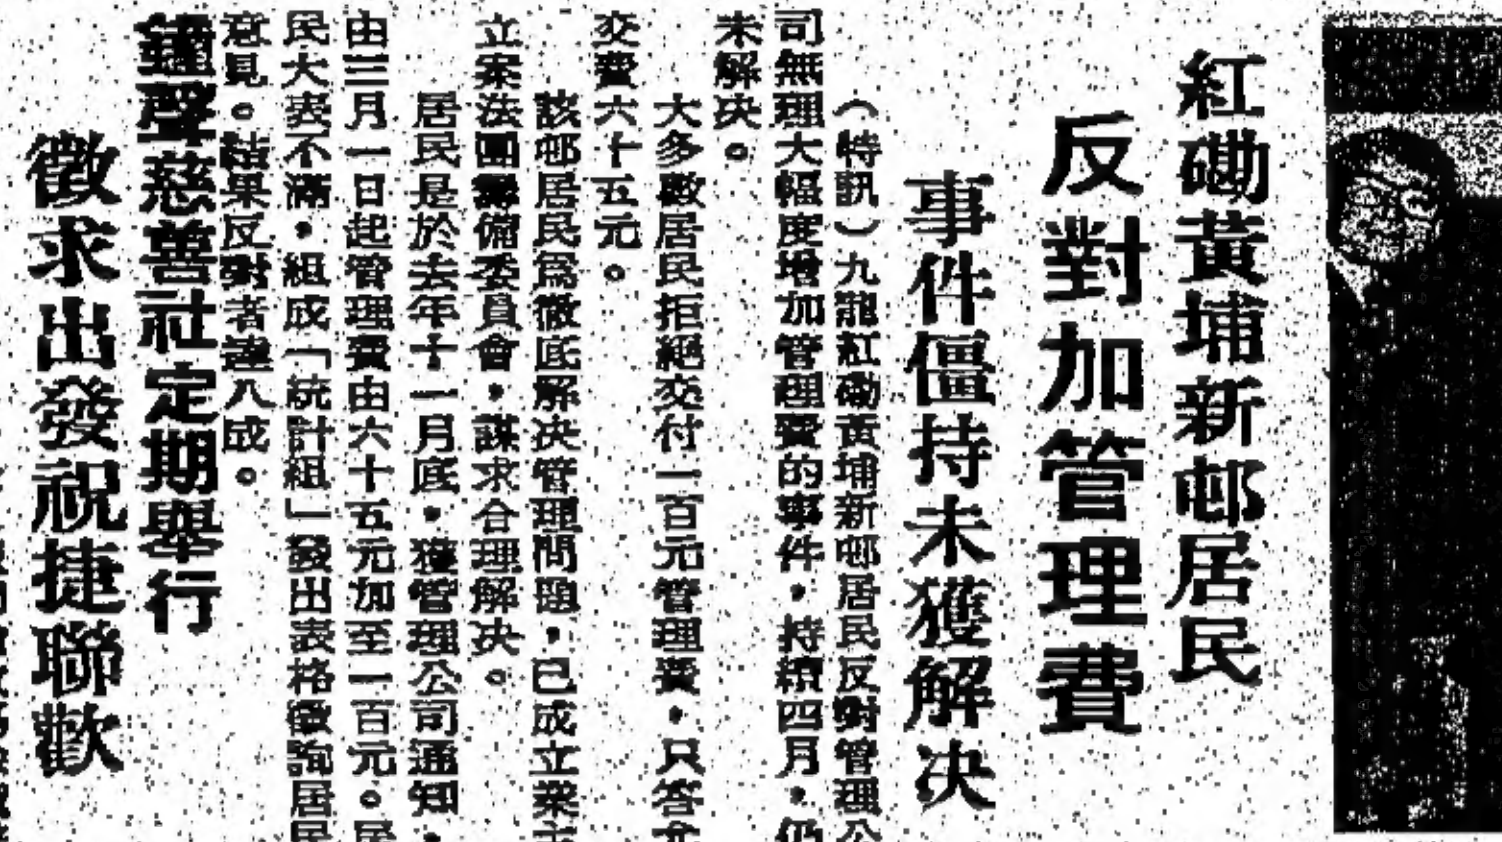 紅磡黃埔新邨居民
反對加管理費
事件僵持未獲解決
（特訊）九龍紅磡黃埔新邨居民反對管理公
司無理大幅度增加管理費的事件，持續四月，仍
未解決。
大多數居民拒絕交付一百元管理費，只答允
交費六十五元。
該邨居民為徹底解決管理問題，已成立業主
立案法團籌備委員會，謀求合理解決。
居民是於去年十一月底，獲管理公司通知，
由三月一日起管理費由六十五元加至一百元。居
民大表不滿，組成「統計組」發出表格徵詢居民
意見。結果反對者達八成。
鐘聲慈善社定期舉行
徵求出發祝捷聯歡